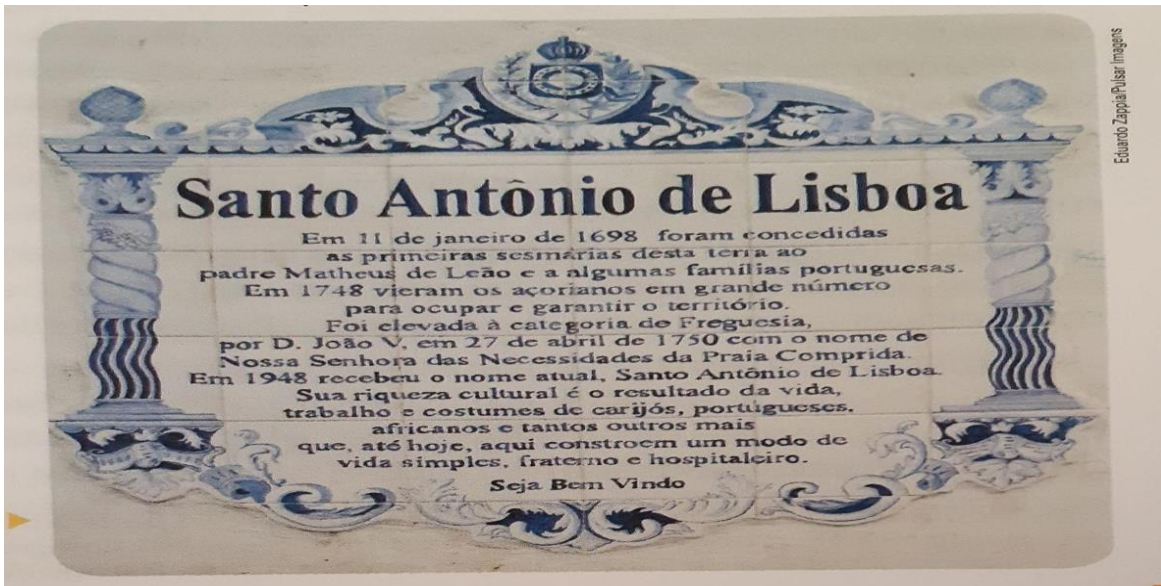 Santo Antônio de Lisboa
Em 11 de janeiro de 1698 foram concedidas
as primeiras sesmarias desta terra ao
padre Matheus de Leão e a algumas famílias portuguesas.
Em 1748 vieram os açorianos em grande número
para ocupar e garantir o território.
Foi elevada à categoria de Freguesia,
por D. João V, em 27 de abril de 1750 com o nome de
Nossa Senhora das Necessidades da Praia Comprida.
Em 1948 recebeu o nome atual, Santo Antônio de Lisboa.
Sua riqueza cultural é o resultado da vida,
trabalho e costumes de carijós, portugueses,
africanos e tantos outros mais
que, até hoje, aqui constroem um modo de
vida simples, fraterno e hospitaleiro.
Seja Bem Vindo
Eduardo Zappia/Pulsar Imagens